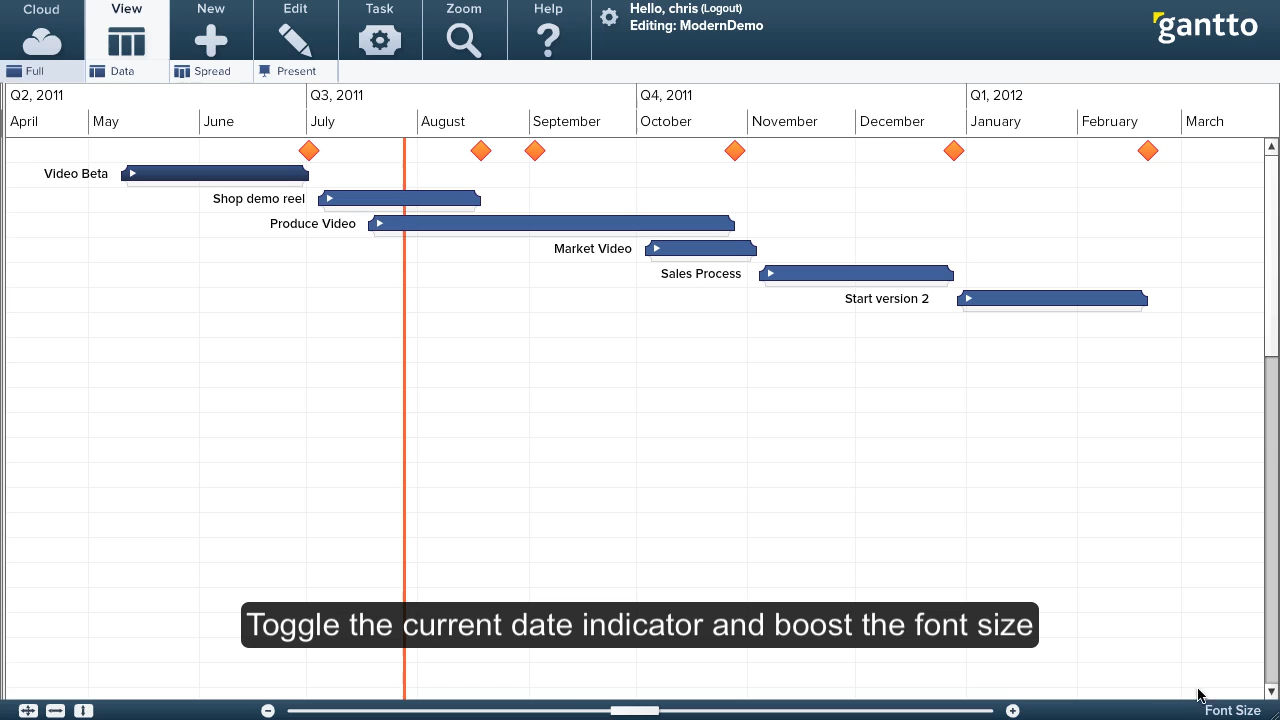 Cloud View New Edit Task Zoom Help
Hello, chris (Logout)
Editing: ModernDemo
gantto
Full Data Spread Present
Q2, 2011 Q3, 2011 Q4, 2011 Q1, 2012
April May June July August September October November December January February March
Video Beta
Shop demo reel
Produce Video
Market Video
Sales Process
Start version 2
Toggle the current date indicator and boost the font size
Font Size